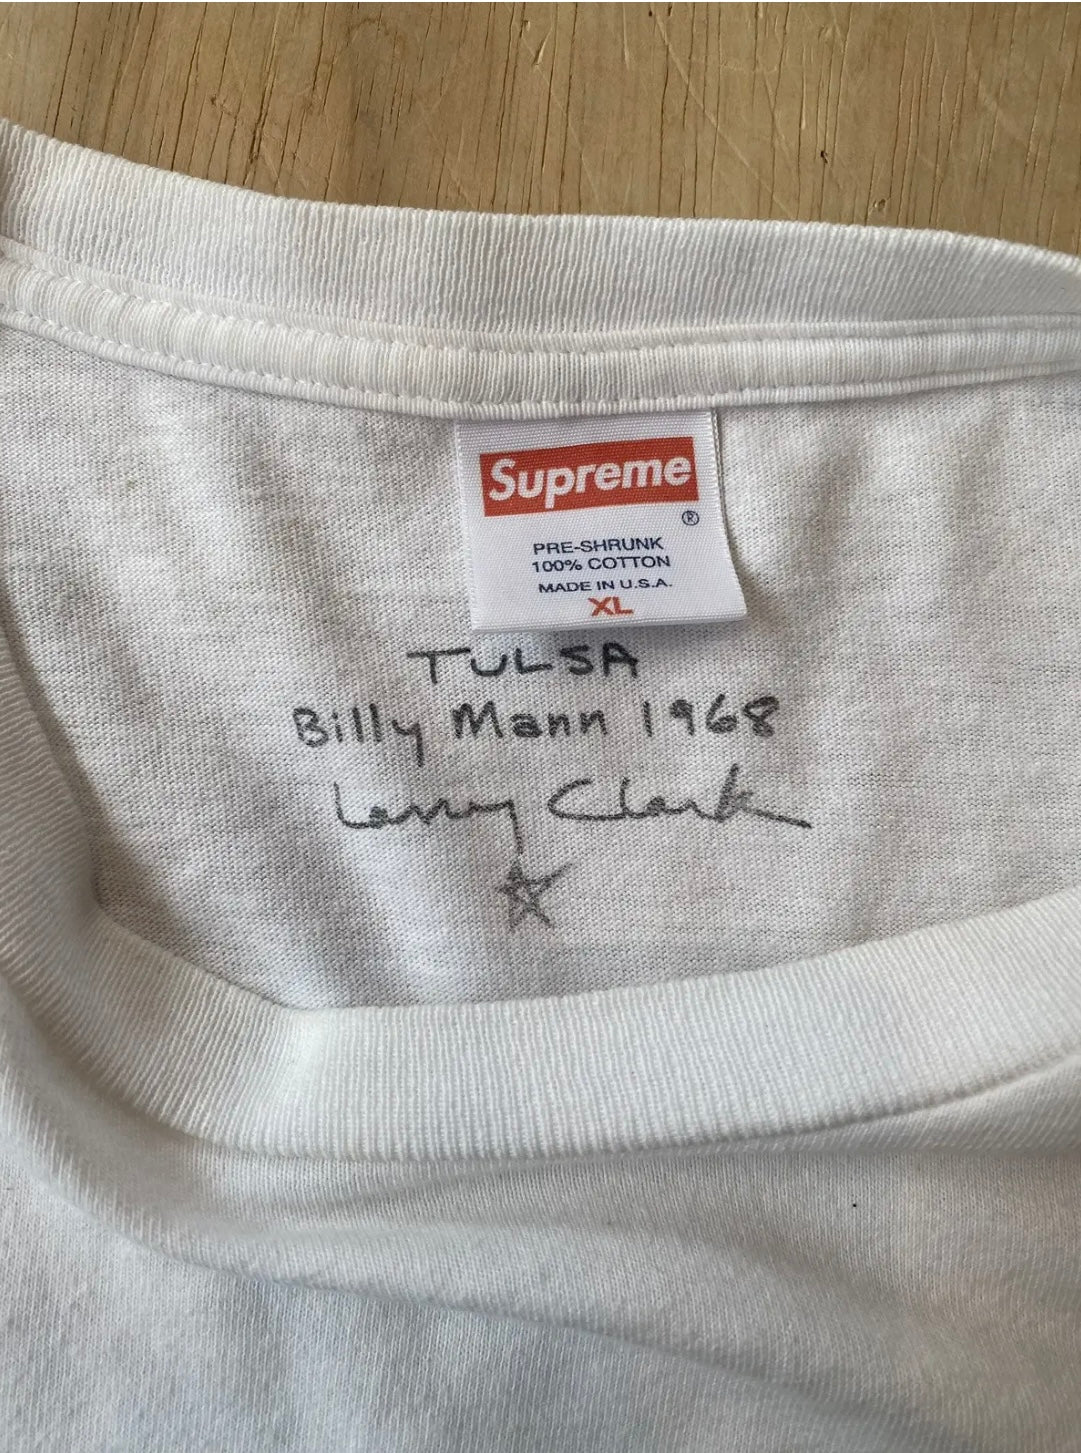 Supreme
®
PRE-SHRUNK
100% COTTON
MADE IN U.S.A.
XL
TULSA
Billy Mann 1968
Larry Clark